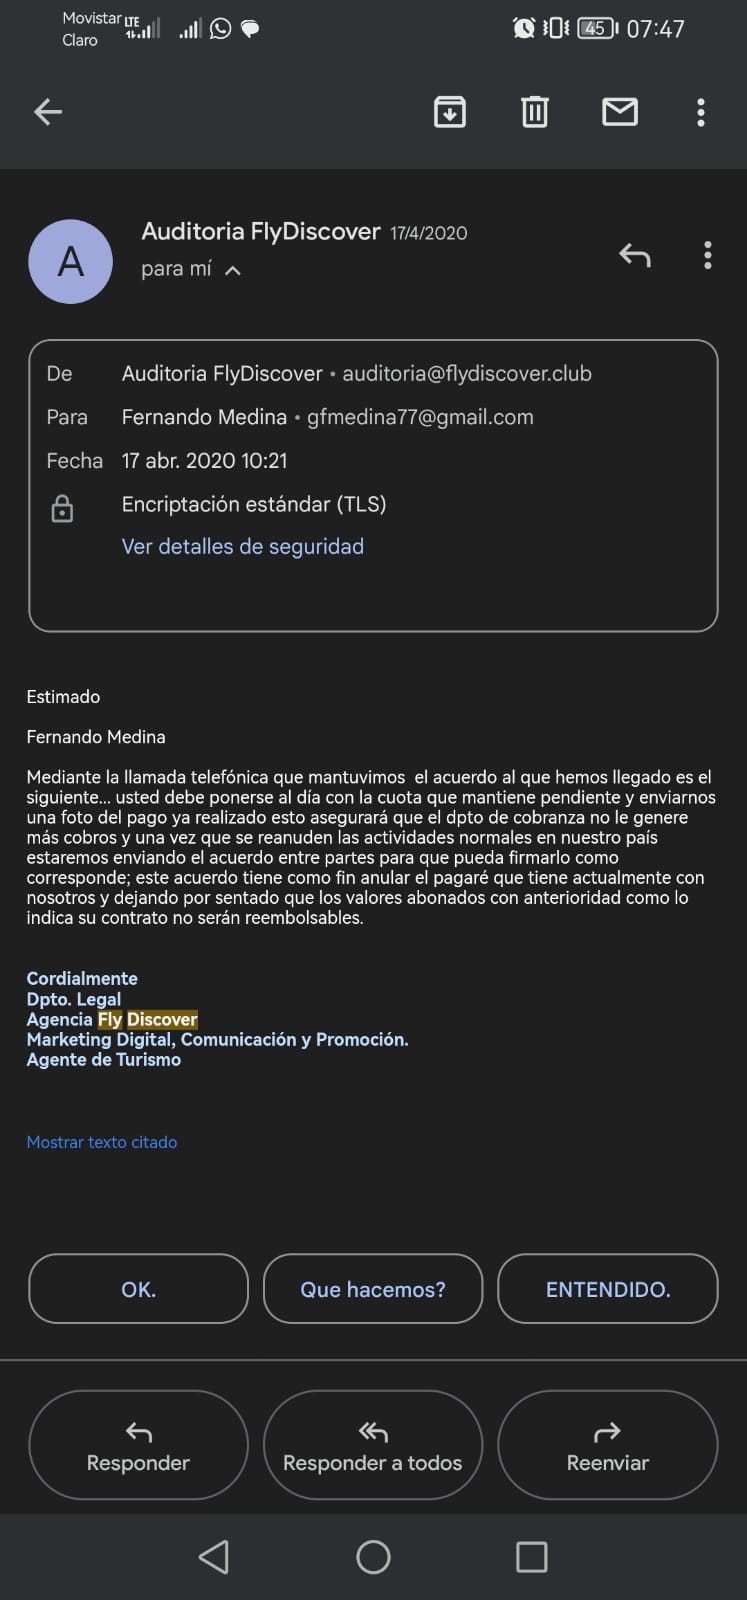 Movistar LTE
Claro
45 07:47
A
Auditoria FlyDiscover 17/4/2020
para mí
De Auditoria FlyDiscover • auditoria@flydiscover.club
Para Fernando Medina • gfmedina77@gmail.com
Fecha 17 abr. 2020 10:21
Encriptación estándar (TLS)
Ver detalles de seguridad
Estimado
Fernando Medina
Mediante la llamada telefónica que mantuvimos  el acuerdo al que hemos llegado es el
siguiente... usted debe ponerse al día con la cuota que mantiene pendiente y enviarnos
una foto del pago ya realizado esto asegurará que el dpto de cobranza no le genere
más cobros y una vez que se reanuden las actividades normales en nuestro país
estaremos enviando el acuerdo entre partes para que pueda firmarlo como
corresponde; este acuerdo tiene como fin anular el pagaré que tiene actualmente con
nosotros y dejando por sentado que los valores abonados con anterioridad como lo
indica su contrato no serán reembolsables.
Cordialmente
Dpto. Legal
Agencia Fly Discover
Marketing Digital, Comunicación y Promoción.
Agente de Turismo
Mostrar texto citado
OK. Que hacemos? ENTENDIDO.
Responder Responder a todos Reenviar